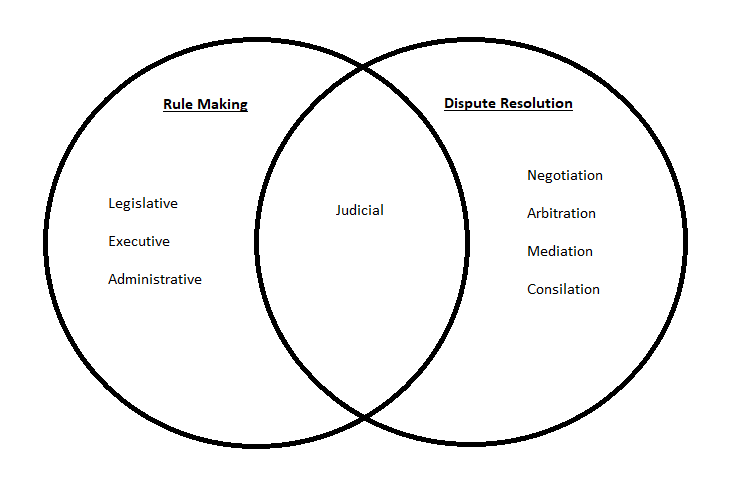 Rule Making
Dispute Resolution
Legislative
Executive
Administrative
Judicial
Negotiation
Arbitration
Mediation
Consilation